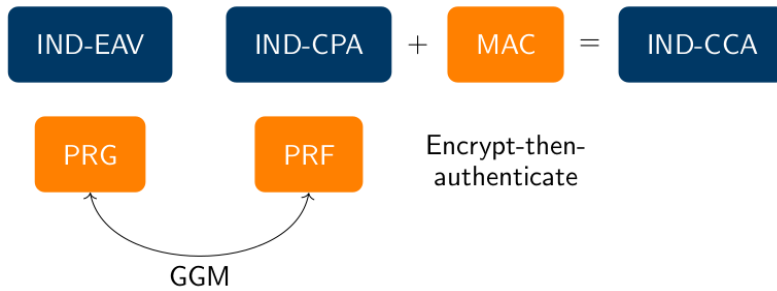 IND-EAV IND-CPA + MAC = IND-CCA
PRG PRF Encrypt-then-
authenticate
GGM